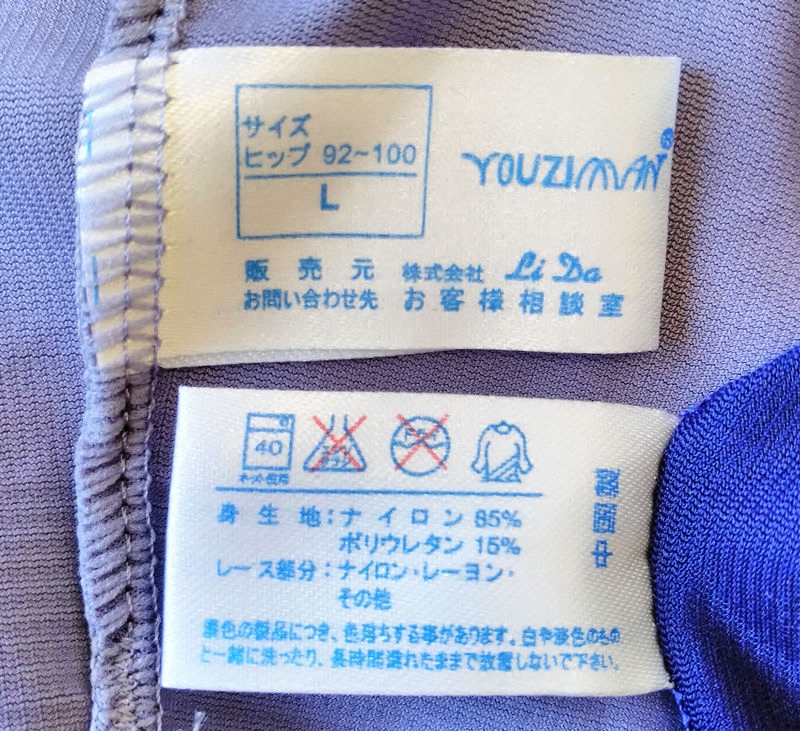 サイズ
ヒップ 92~100
L
YOUZIMAN®
販売元 株式会社 Li Da
お問い合わせ先 お客様相談室
40
ネット使用
身生地:ナイロン 85%
ポリウレタン 15%
レース部分:ナイロン・レーヨン・
その他
中国製
濃色の製品につき、色落ちする事があります。白や淡色のもの
と一緒に洗ったり、長時間濡れたままで放置しないで下さい。